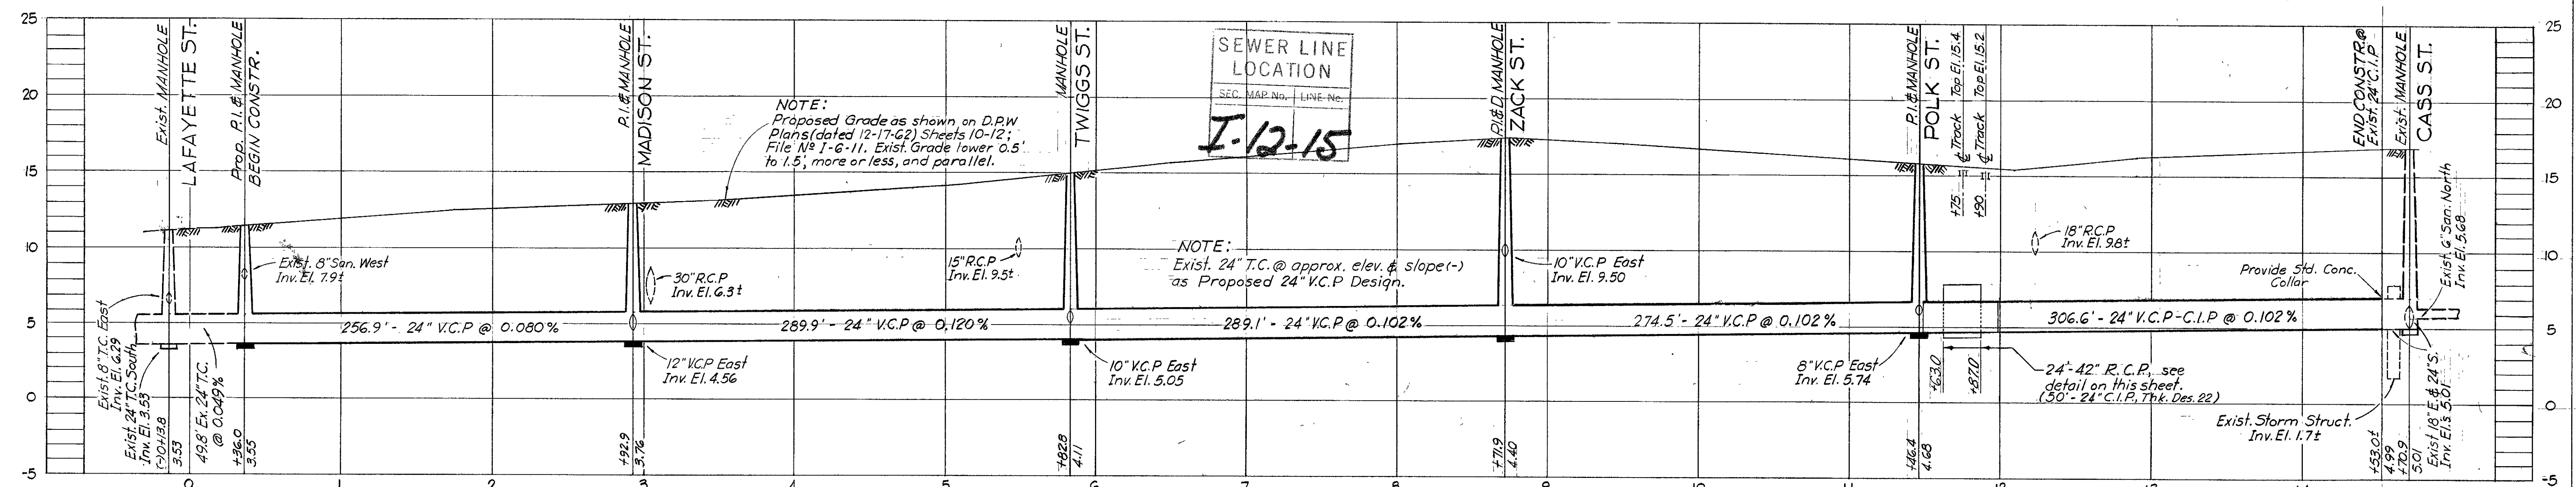 25
20
15
10
5
0
-5
Exist. MANHOLE
LAFAYETTE ST.
Prop. P.I. & MANHOLE
BEGIN CONSTR.
P.I. & MANHOLE
MADISON ST.
MANHOLE
TWIGGS ST.
P.I. & D. MANHOLE
ZACK ST.
P.I. & MANHOLE
POLK ST.
℄ Track Top El. 15.4
℄ Track Top El. 15.2
END CONSTR. @
Exist. 24" C.I.P
Exist. MANHOLE
CASS ST.
25
20
15
10
5
0
-5
SEWER LINE
LOCATION
SEC. MAP No. LINE No.
I-12-15
NOTE:
Proposed Grade as shown on D.P.W
Plans (dated 12-17-62) Sheets 10-12;
File Nº I-6-11. Exist. Grade lower 0.5'
to 1.5', more or less, and parallel.
+75
+90
Exist. 8" San. West
Inv. El. 7.9±
30" R.C.P
Inv. El. 6.3±
15" R.C.P
Inv. El. 9.5±
NOTE:
Exist. 24" T.C. @ approx. elev. & slope (-)
as Proposed 24" V.C.P Design.
10" V.C.P East
Inv. El. 9.50
18" R.C.P
Inv. El. 9.8±
Provide Std. Conc.
Collar
Exist. 6" San. North
Inv. El. 5.68
256.9' - 24" V.C.P @ 0.080%
289.9' - 24" V.C.P @ 0.120%
289.1' - 24" V.C.P @ 0.102%
274.5' - 24" V.C.P @ 0.102%
306.6' - 24" V.C.P - C.I.P @ 0.102%
Exist. 8" T.C. East
Inv. El. 6.29
Exist. 24" T.C. South
Inv. El. 3.53
49.8' Ex. 24" T.C.
@ 0.049%
12" V.C.P East
Inv. El. 4.56
10" V.C.P East
Inv. El. 5.05
8" V.C.P East
Inv. El. 5.74
+63.0
+87.0
24'-42" R.C.P., see
detail on this sheet.
(50'-24" C.I.P., Thk. Des. 22)
Exist. Storm Struct.
Inv. El. 1.7±
Exist 18" E. & 24" S.
Inv. El.s 5.01
(-)0+13.8
3.53
+36.0
3.55
+92.9
3.76
+82.8
4.11
+71.9
4.40
+46.4
4.68
+53.0±
4.99
+70.9
5.01
0 1 2 3 4 5 6 7 8 9 10 11 12 13 14